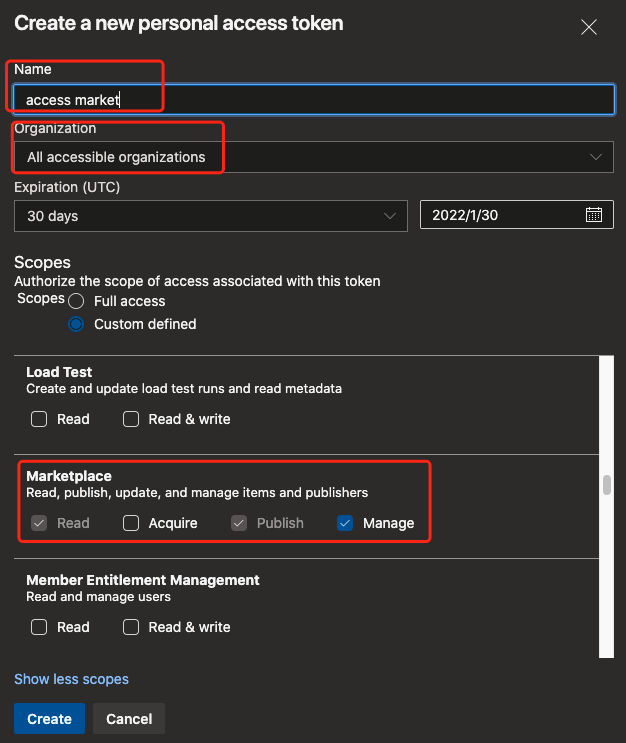 Create a new personal access token
Name
access market
Organization
All accessible organizations
Expiration (UTC)
30 days
2022/1/30
Scopes
Authorize the scope of access associated with this token
Scopes
Full access
Custom defined
Load Test
Create and update load test runs and read metadata
Read Read & write
Marketplace
Read, publish, update, and manage items and publishers
Read Acquire Publish Manage
Member Entitlement Management
Read and manage users
Read Read & write
Show less scopes
Create Cancel